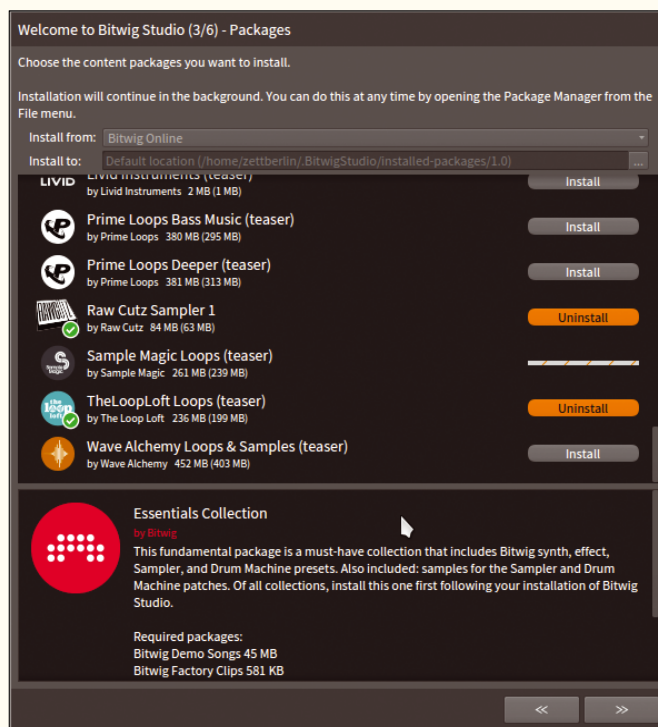 Welcome to Bitwig Studio (3/6) - Packages
Choose the content packages you want to install.
Installation will continue in the background. You can do this at any time by opening the Package Manager from the
File menu.
Install from: Bitwig Online
Install to: Default location (/home/zettberlin/.BitwigStudio/installed-packages/1.0) ...
LIVID Livid Instruments (teaser) Install
by Livid Instruments 2 MB (1 MB)
Prime Loops Bass Music (teaser) Install
by Prime Loops 380 MB (295 MB)
Prime Loops Deeper (teaser) Install
by Prime Loops 381 MB (313 MB)
Raw Cutz Sampler 1 Uninstall
by Raw Cutz 84 MB (63 MB)
Sample Magic Loops (teaser)
by Sample Magic 261 MB (239 MB)
the loop loft TheLoopLoft Loops (teaser) Uninstall
by The Loop Loft 236 MB (199 MB)
Wave Alchemy Loops & Samples (teaser) Install
by Wave Alchemy 452 MB (403 MB)
Essentials Collection
by Bitwig
This fundamental package is a must-have collection that includes Bitwig synth, effect,
Sampler, and Drum Machine presets. Also included: samples for the Sampler and Drum
Machine patches. Of all collections, install this one first following your installation of Bitwig
Studio.
Required packages:
Bitwig Demo Songs 45 MB
Bitwig Factory Clips 581 KB
« »